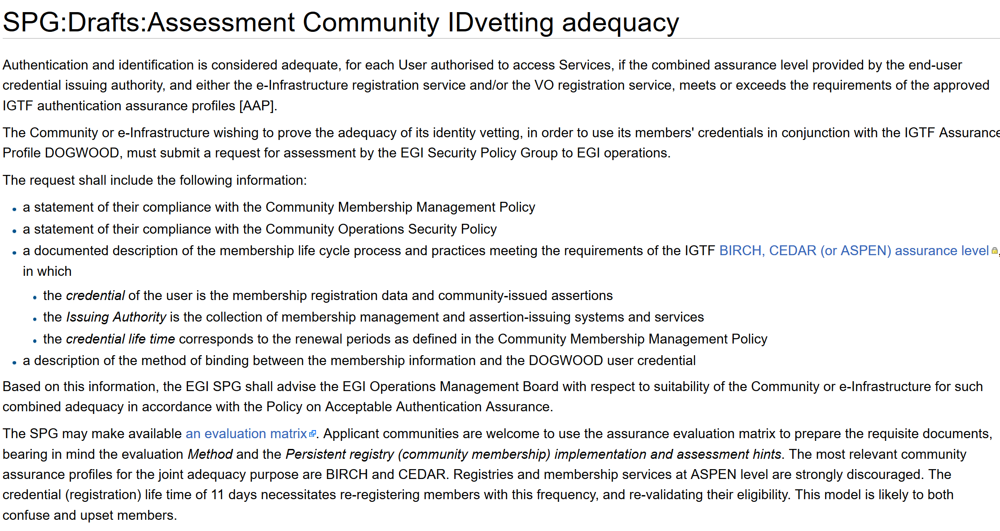 SPG:Drafts:Assessment Community IDvetting adequacy
Authentication and identification is considered adequate, for each User authorised to access Services, if the combined assurance level provided by the end-user
credential issuing authority, and either the e-Infrastructure registration service and/or the VO registration service, meets or exceeds the requirements of the approved
IGTF authentication assurance profiles [AAP].
The Community or e-Infrastructure wishing to prove the adequacy of its identity vetting, in order to use its members' credentials in conjunction with the IGTF Assurance
Profile DOGWOOD, must submit a request for assessment by the EGI Security Policy Group to EGI operations.
The request shall include the following information:
• a statement of their compliance with the Community Membership Management Policy
• a statement of their compliance with the Community Operations Security Policy
• a documented description of the membership life cycle process and practices meeting the requirements of the IGTF BIRCH, CEDAR (or ASPEN) assurance level,
in which
• the credential of the user is the membership registration data and community-issued assertions
• the Issuing Authority is the collection of membership management and assertion-issuing systems and services
• the credential life time corresponds to the renewal periods as defined in the Community Membership Management Policy
• a description of the method of binding between the membership information and the DOGWOOD user credential
Based on this information, the EGI SPG shall advise the EGI Operations Management Board with respect to suitability of the Community or e-Infrastructure for such
combined adequacy in accordance with the Policy on Acceptable Authentication Assurance.
The SPG may make available an evaluation matrix. Applicant communities are welcome to use the assurance evaluation matrix to prepare the requisite documents,
bearing in mind the evaluation Method and the Persistent registry (community membership) implementation and assessment hints. The most relevant community
assurance profiles for the joint adequacy purpose are BIRCH and CEDAR. Registries and membership services at ASPEN level are strongly discouraged. The
credential (registration) life time of 11 days necessitates re-registering members with this frequency, and re-validating their eligibility. This model is likely to both
confuse and upset members.